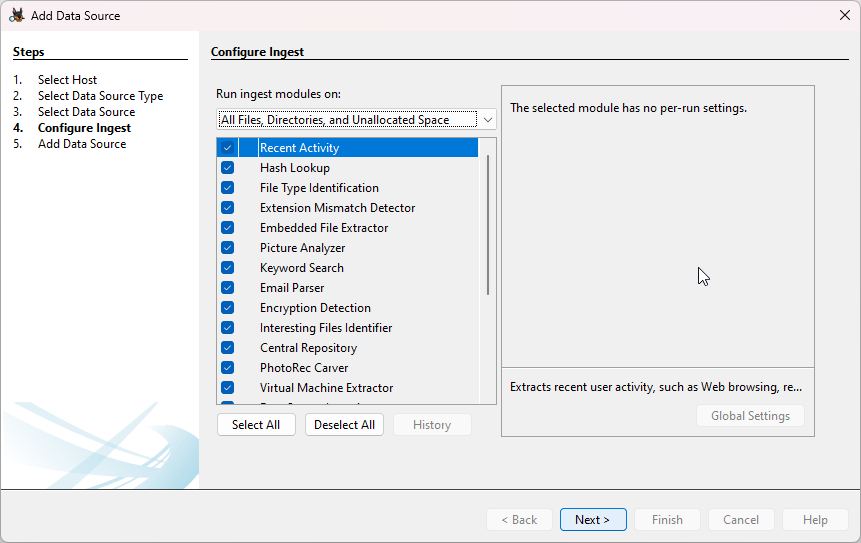 Add Data Source
Steps
1. Select Host
2. Select Data Source Type
3. Select Data Source
4. Configure Ingest
5. Add Data Source
Configure Ingest
Run ingest modules on:
All Files, Directories, and Unallocated Space
Recent Activity
Hash Lookup
File Type Identification
Extension Mismatch Detector
Embedded File Extractor
Picture Analyzer
Keyword Search
Email Parser
Encryption Detection
Interesting Files Identifier
Central Repository
PhotoRec Carver
Virtual Machine Extractor
Select All
Deselect All
History
The selected module has no per-run settings.
Extracts recent user activity, such as Web browsing, re...
Global Settings
< Back
Next >
Finish
Cancel
Help